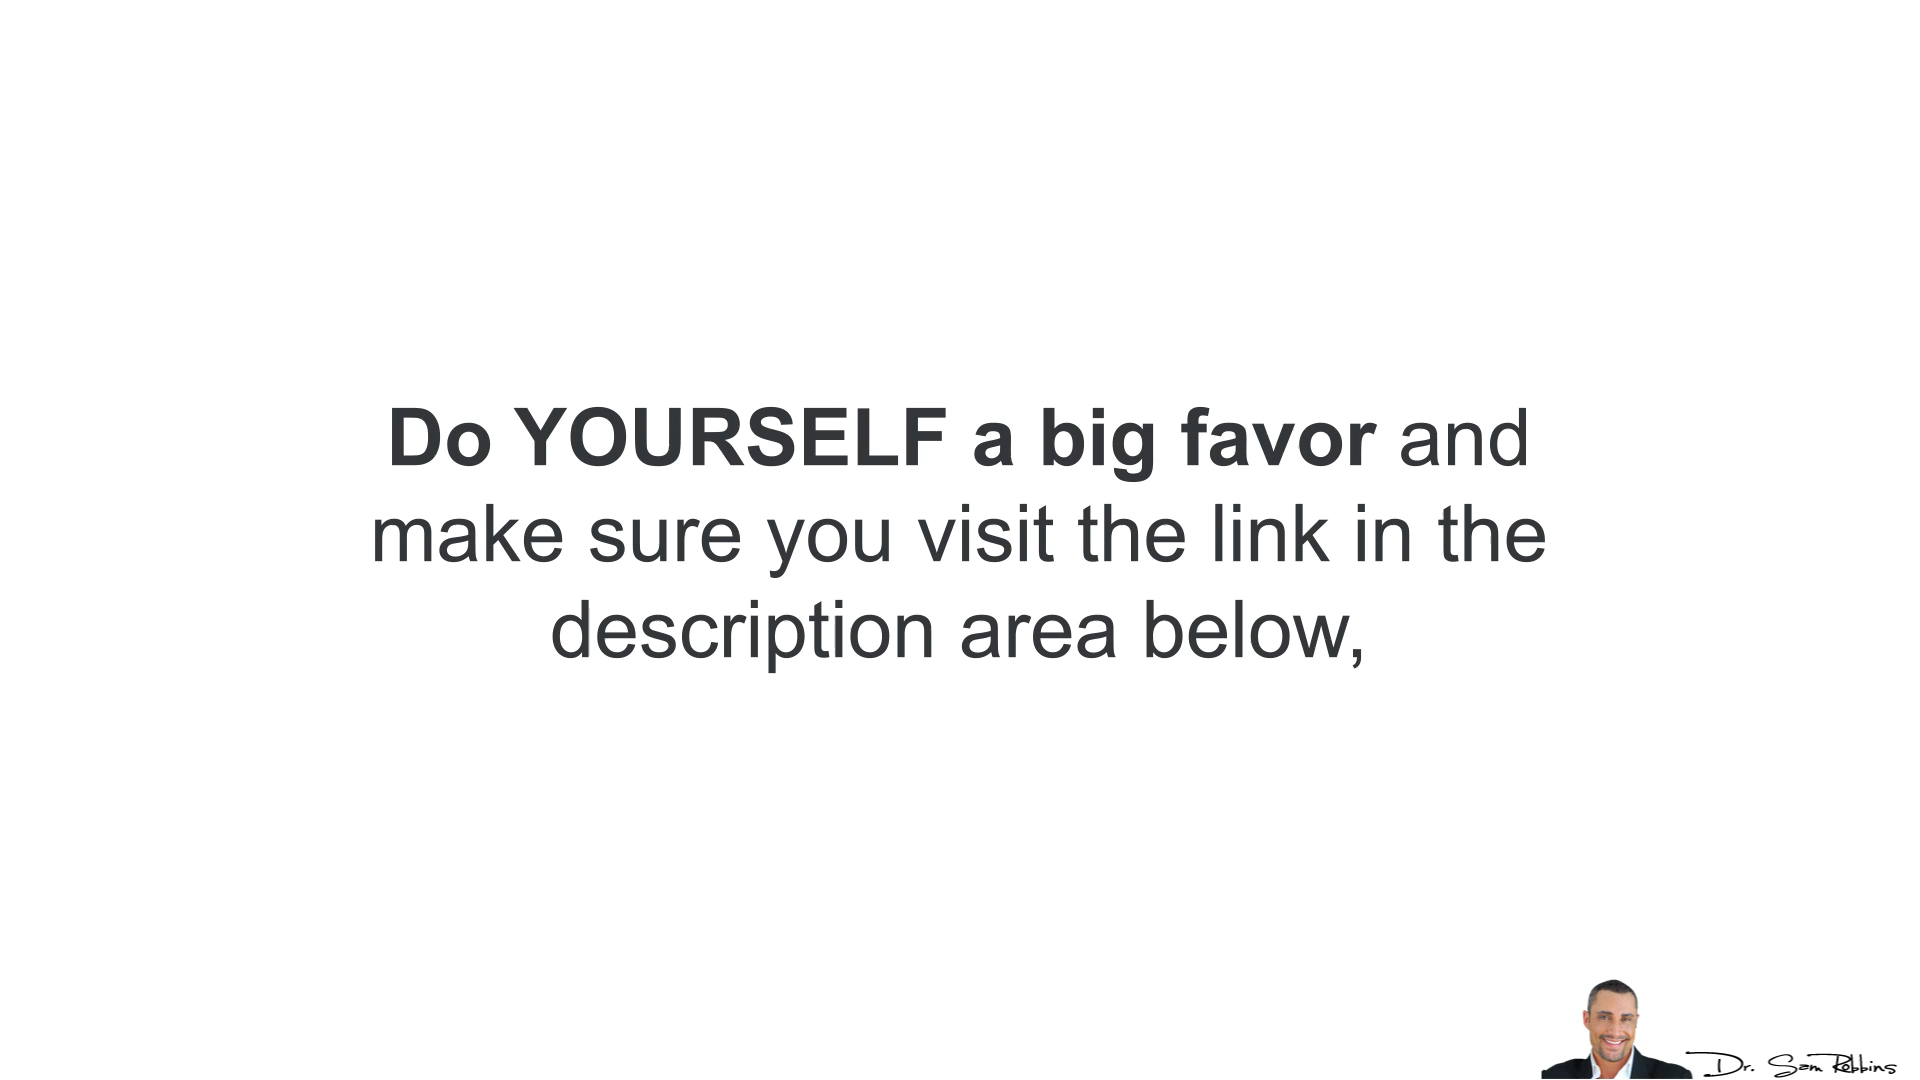 Do YOURSELF a big favor and
make sure you visit the link in the
description area below,
Dr. Sam Robbins